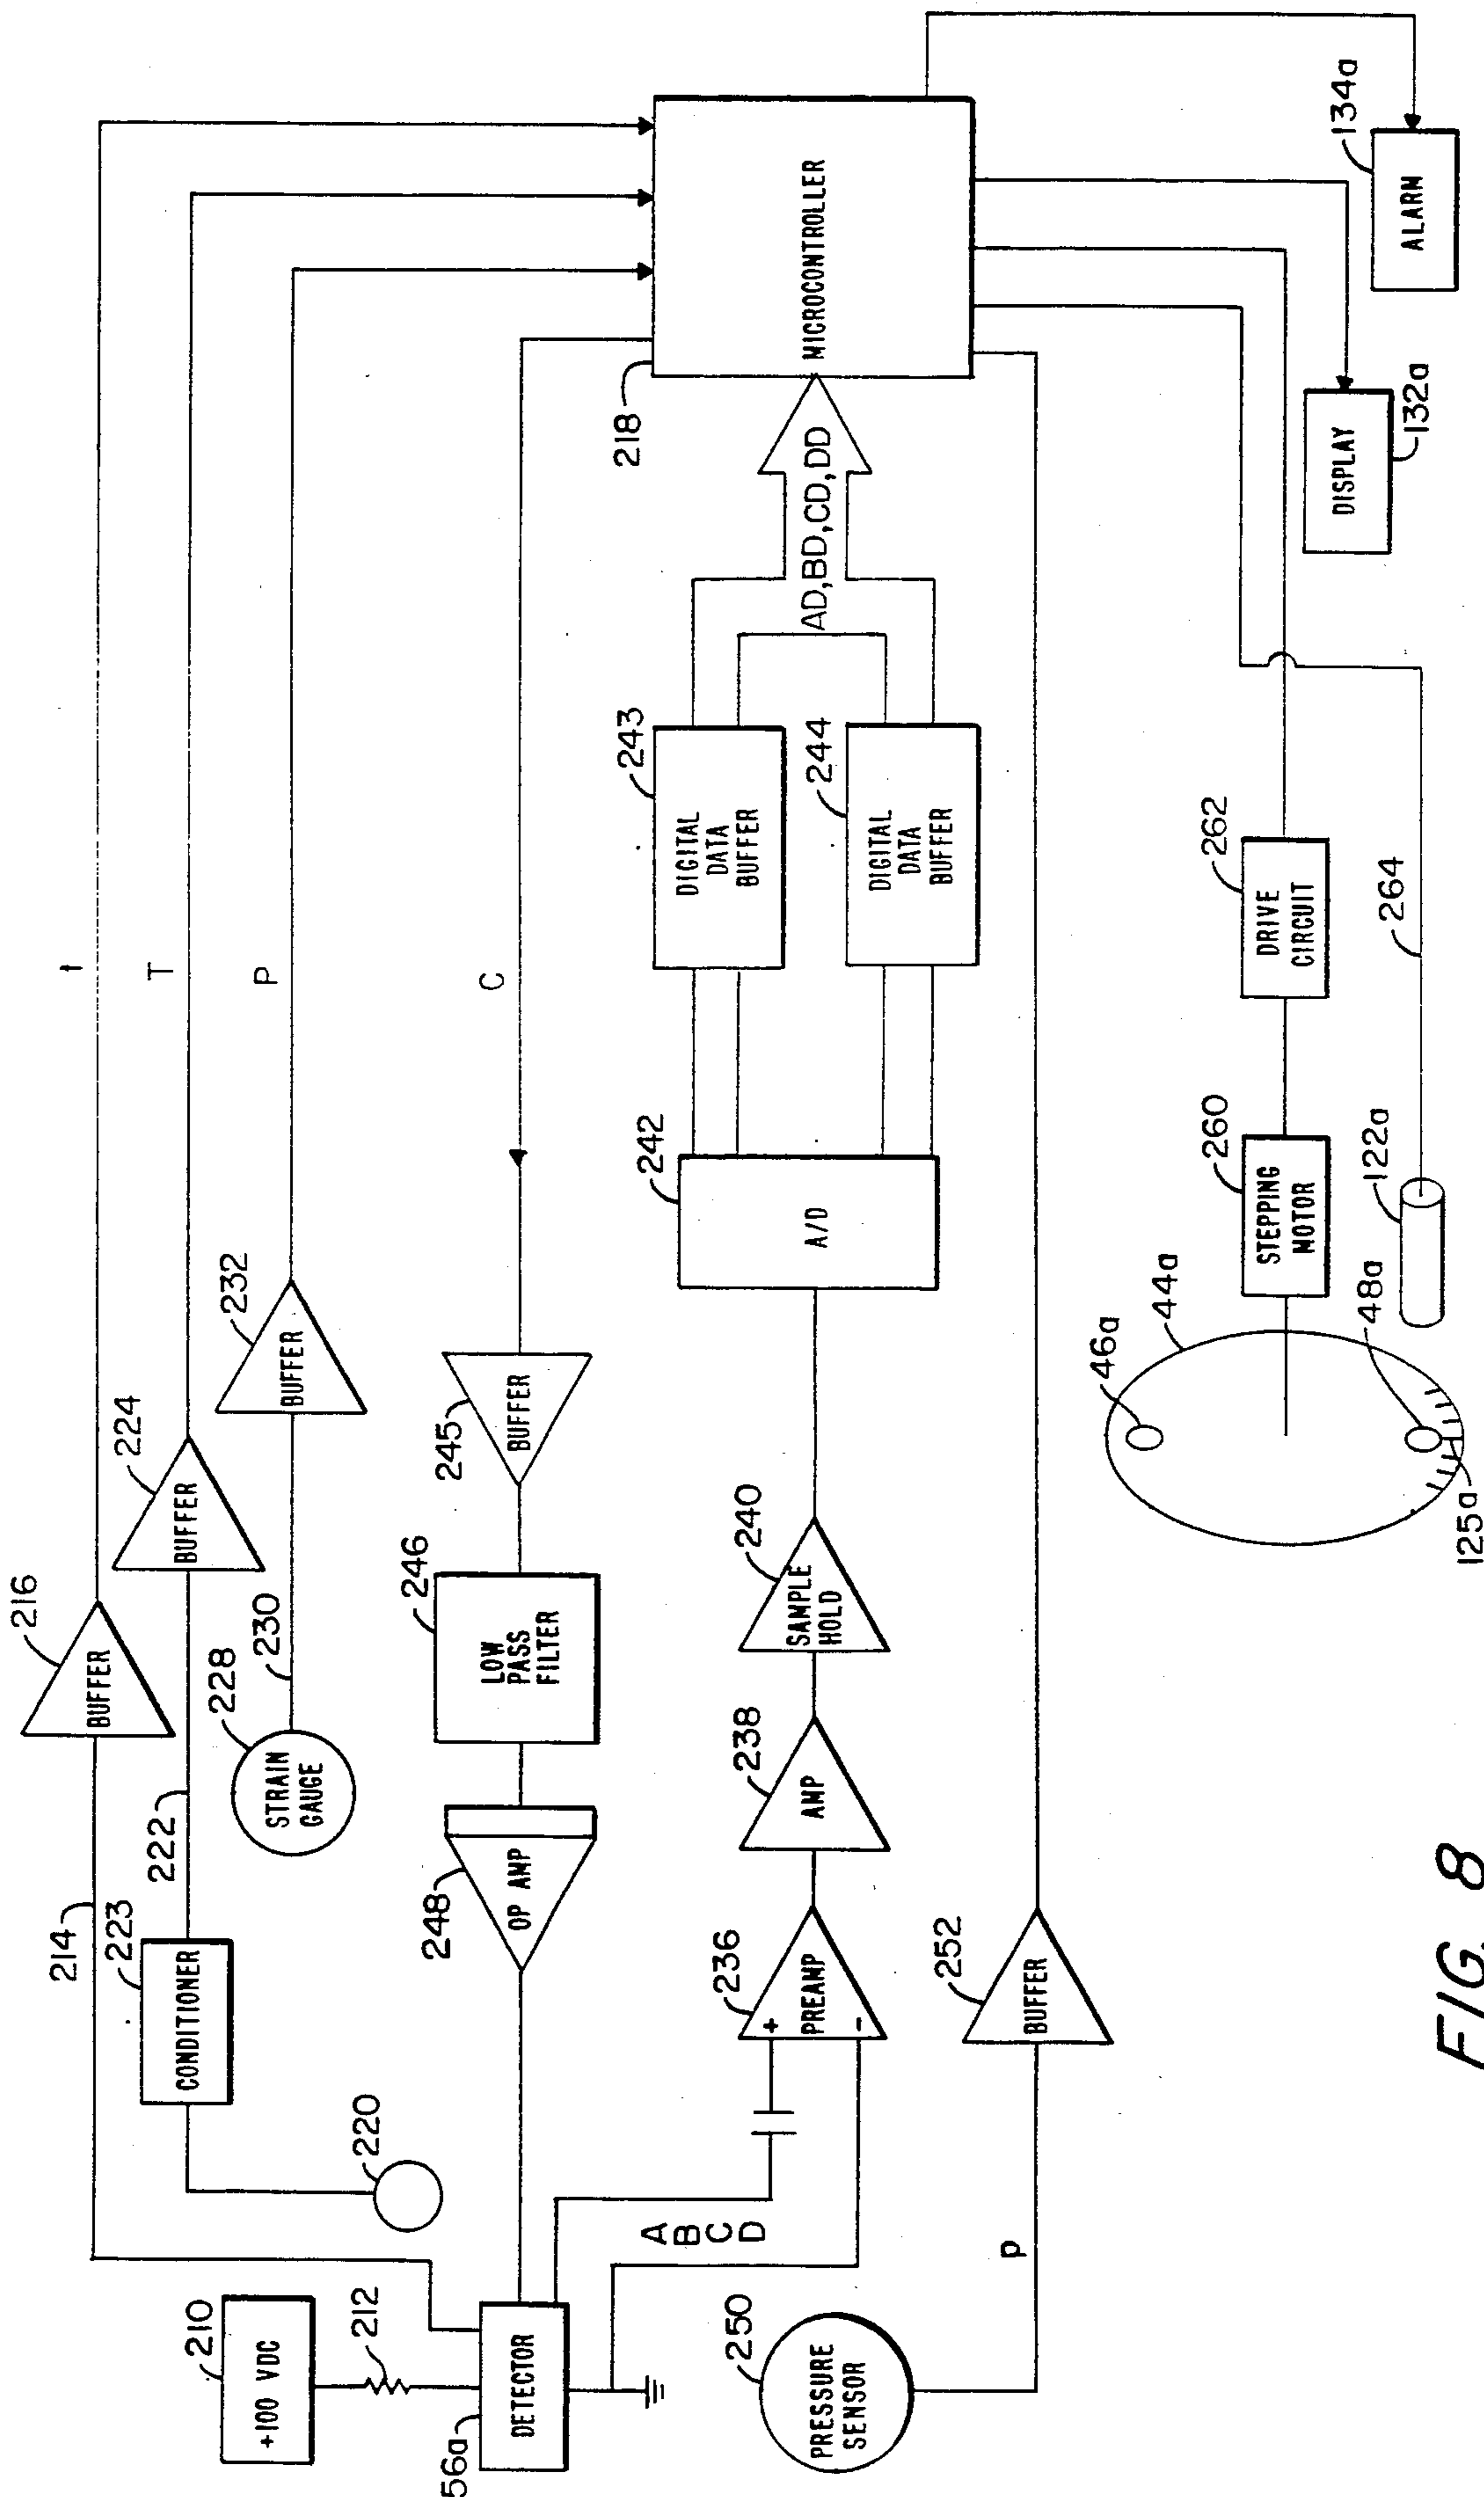 216
BUFFER
214
t
224
BUFFER
222
223
CONDITIONER
T
210
+100 VDC
212
220
228
STRAIN
GAUGE
230
232
BUFFER
P
56a
DETECTOR
248
OP AMP
246
LOW
PASS
FILTER
245
BUFFER
C
218
MICROCONTROLLER
A
B
C
D
236
+
PREAMP
-
238
AMP
240
SAMPLE
HOLD
242
A/D
243
DIGITAL
DATA
BUFFER
244
DIGITAL
DATA
BUFFER
AD,BD,CD,DD
250
PRESSURE
SENSOR
p
252
BUFFER
46a
44a
260
STEPPING
MOTOR
262
DRIVE
CIRCUIT
48a
122a
264
125a
DISPLAY
132a
ALARM
134a
FIG. 8